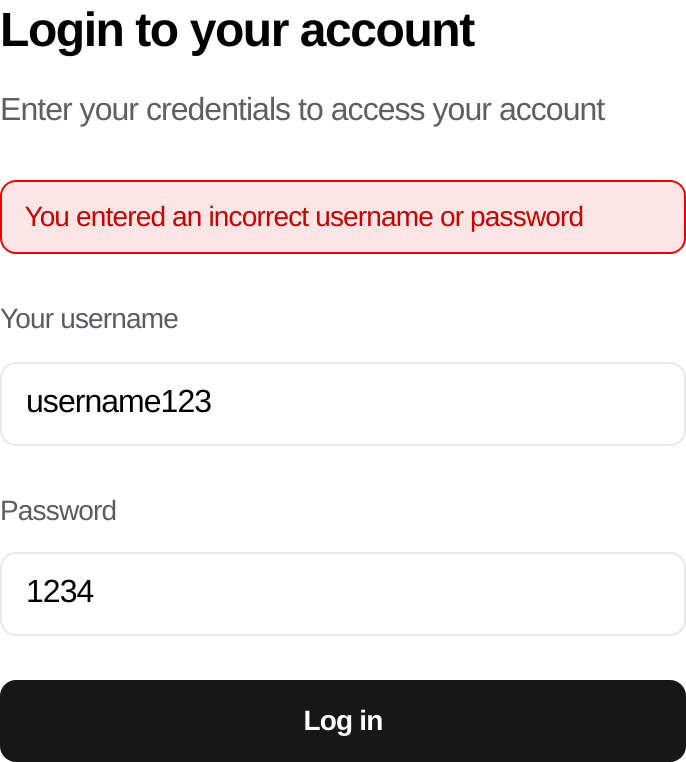 Login to your account
Enter your credentials to access your account
You entered an incorrect username or password
Your username
username123
Password
1234
Log in